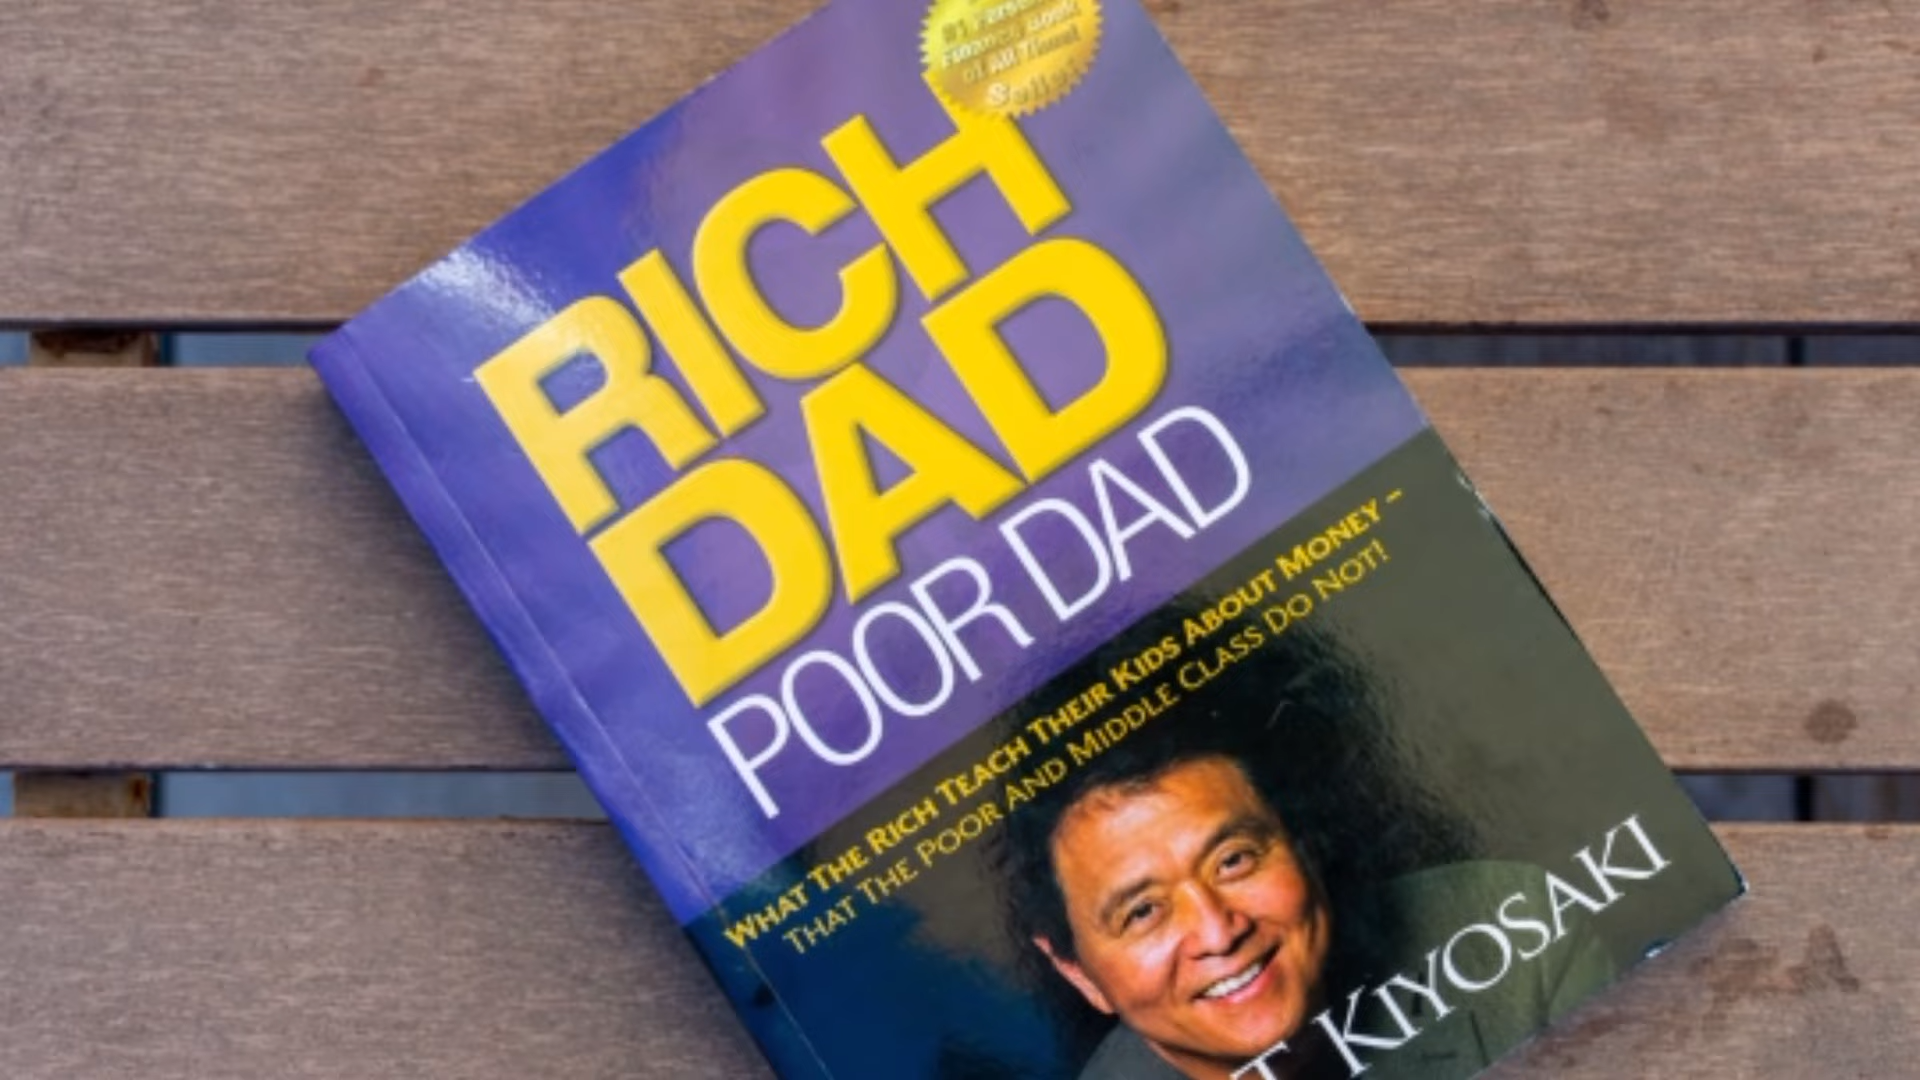 #1 Personal
Finance Book
of All Time!
RICH
DAD
POOR DAD
WHAT THE RICH TEACH THEIR KIDS ABOUT MONEY –
THAT THE POOR AND MIDDLE CLASS DO NOT!
T. KIYOSAKI